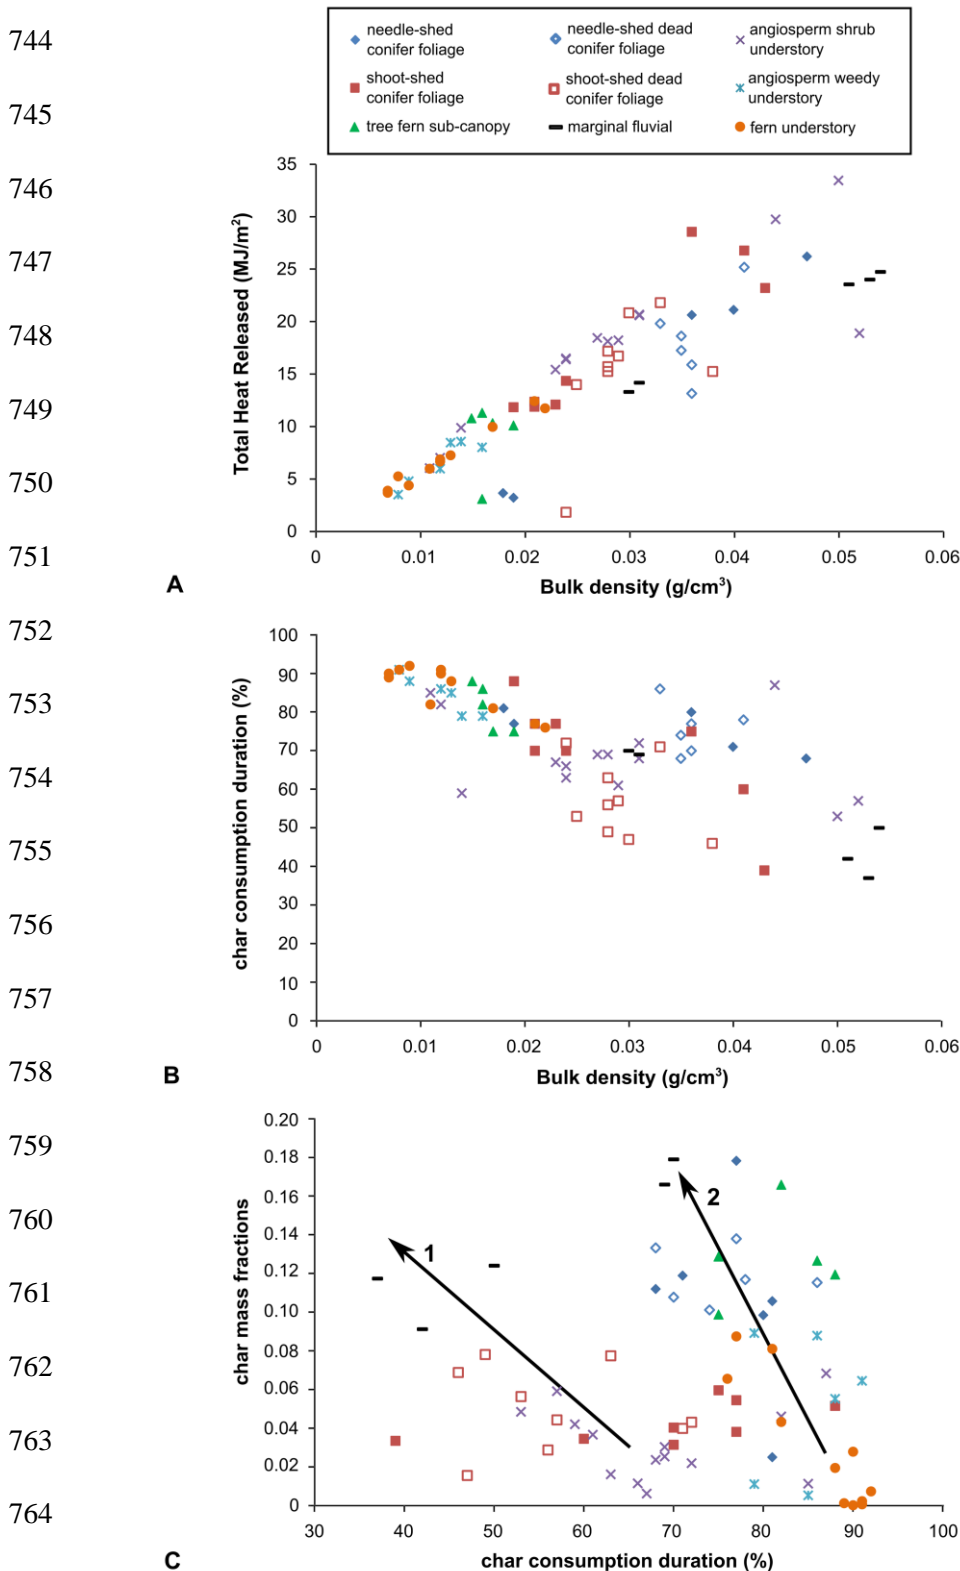 744
745
746
747
748
749
750
751
752
753
754
755
756
757
758
759
760
761
762
763
764
needle-shed
conifer foliage
needle-shed dead
conifer foliage
angiosperm shrub
understory
shoot-shed
conifer foliage
shoot-shed dead
conifer foliage
angiosperm weedy
understory
tree fern sub-canopy
marginal fluvial
fern understory
Total Heat Released (MJ/m²)
35
30
25
20
15
10
5
0
0 0.01 0.02 0.03 0.04 0.05 0.06
Bulk density (g/cm³)
A
char consumption duration (%)
100
90
80
70
60
50
40
30
20
10
0
0 0.01 0.02 0.03 0.04 0.05 0.06
Bulk density (g/cm³)
B
char mass fractions
0.20
0.18
0.16
0.14
0.12
0.10
0.08
0.06
0.04
0.02
0
1
2
30 40 50 60 70 80 90 100
char consumption duration (%)
C